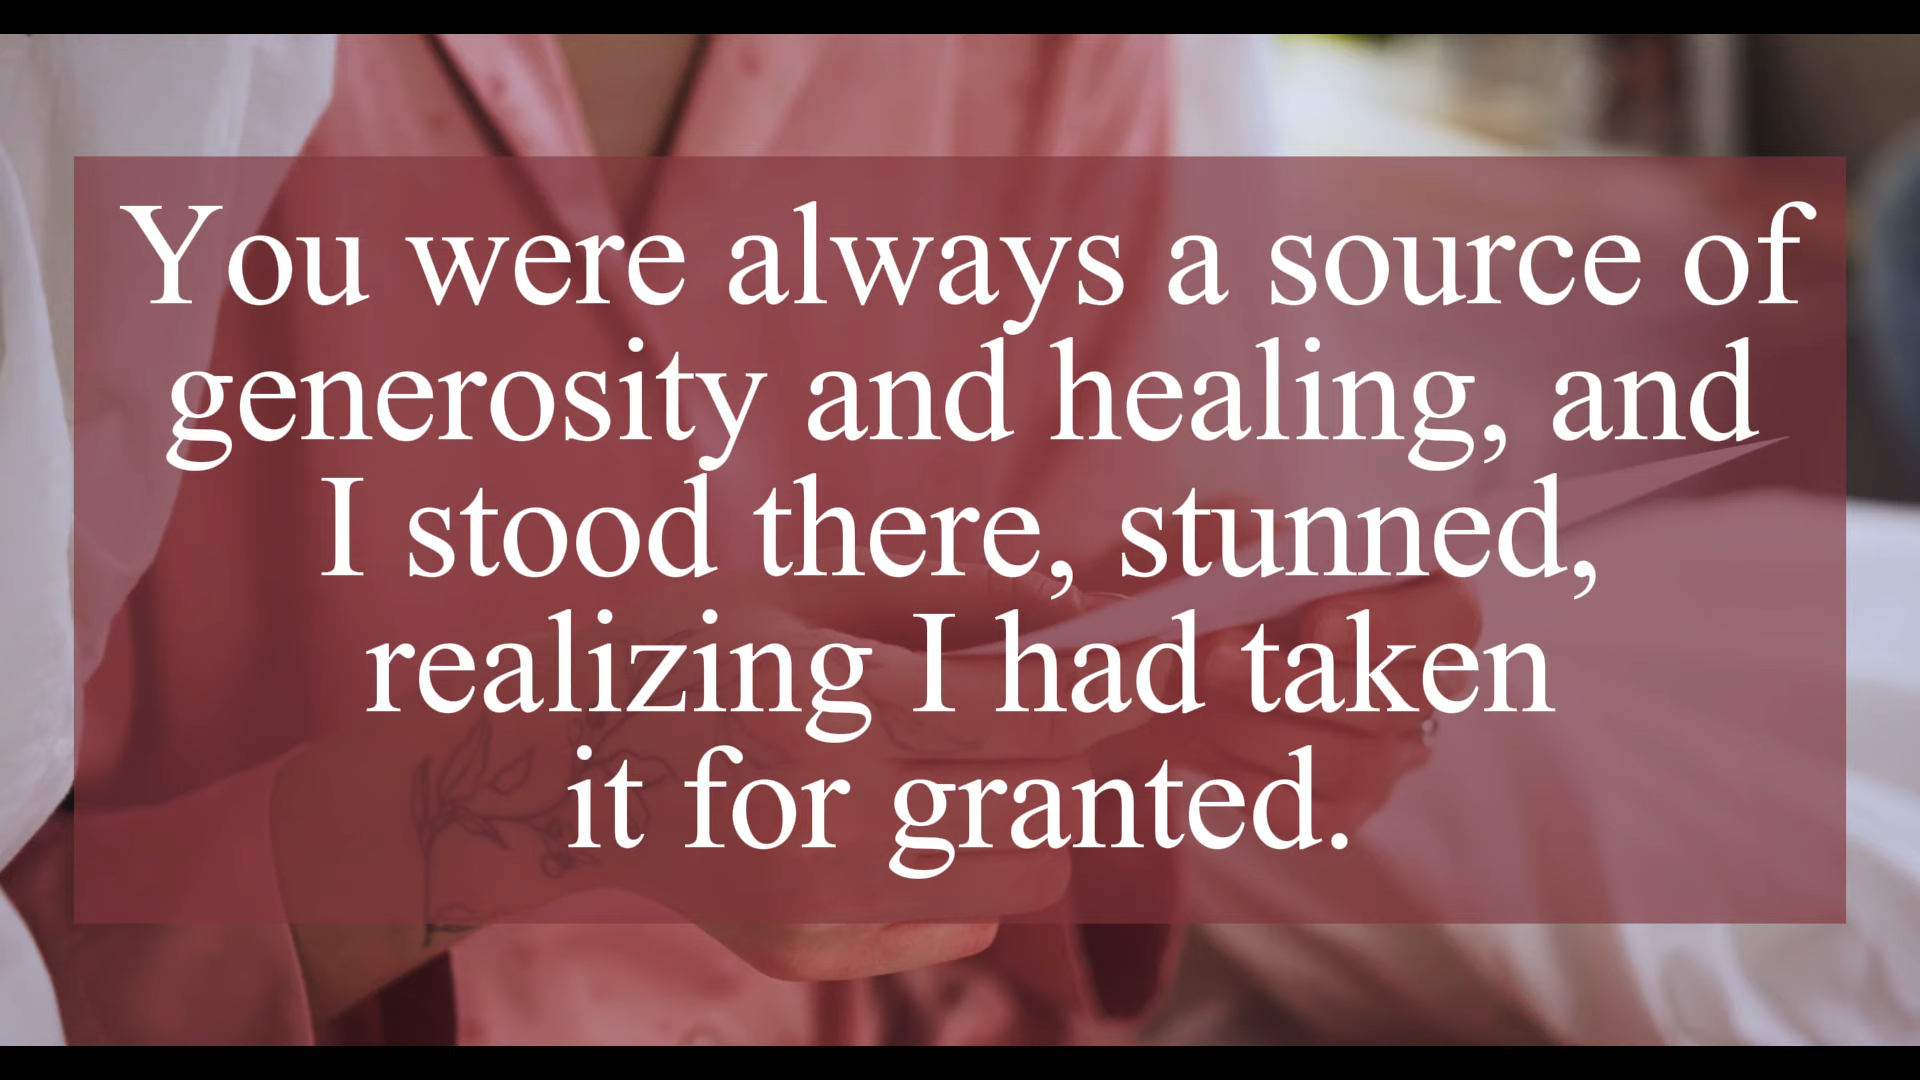 You were always a source of
generosity and healing, and
I stood there, stunned,
realizing I had taken
it for granted.